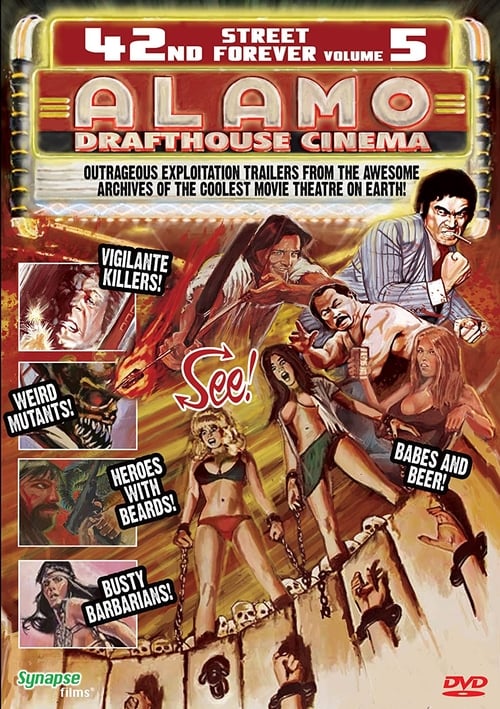 42ND STREET FOREVER VOLUME 5
ALAMO
DRAFTHOUSE CINEMA
OUTRAGEOUS EXPLOITATION TRAILERS FROM THE AWESOME
ARCHIVES OF THE COOLEST MOVIE THEATRE ON EARTH!
VIGILANTE
KILLERS!
See!
WEIRD
MUTANTS!
BABES AND
BEER!
HEROES
WITH
BEARDS!
BUSTY
BARBARIANS!
Synapse
films
DVD